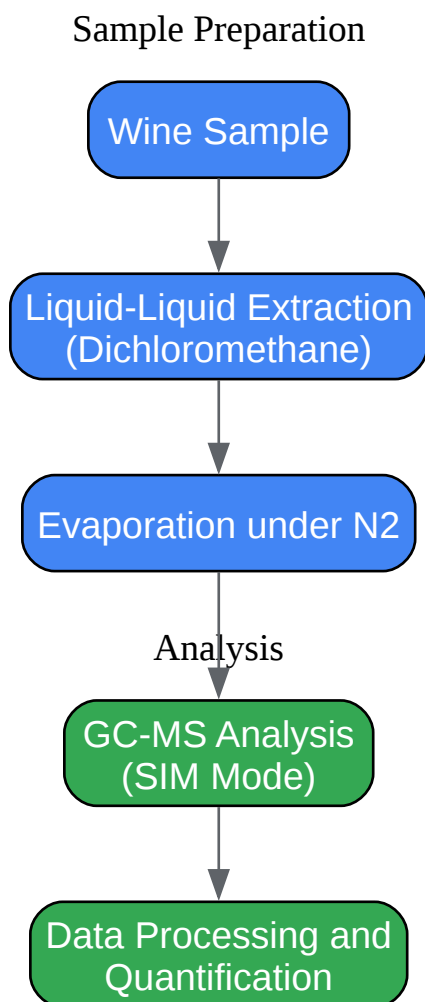 Sample Preparation
Wine Sample
Liquid-Liquid Extraction
(Dichloromethane)
Evaporation under N2
Analysis
GC-MS Analysis
(SIM Mode)
Data Processing and
Quantification